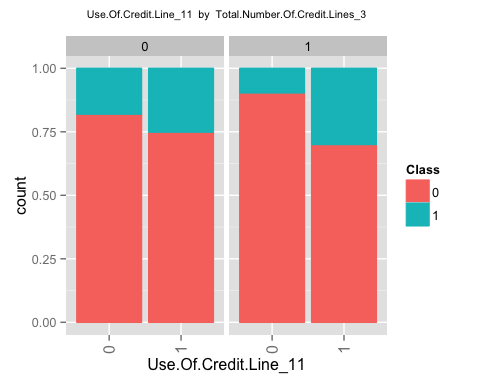 Use.Of.Credit.Line_11 by Total.Number.Of.Credit.Lines_3
0 1
1.00
0.75
0.50
0.25
0.00
count
0 1 0 1
Use.Of.Credit.Line_11
Class
0
1